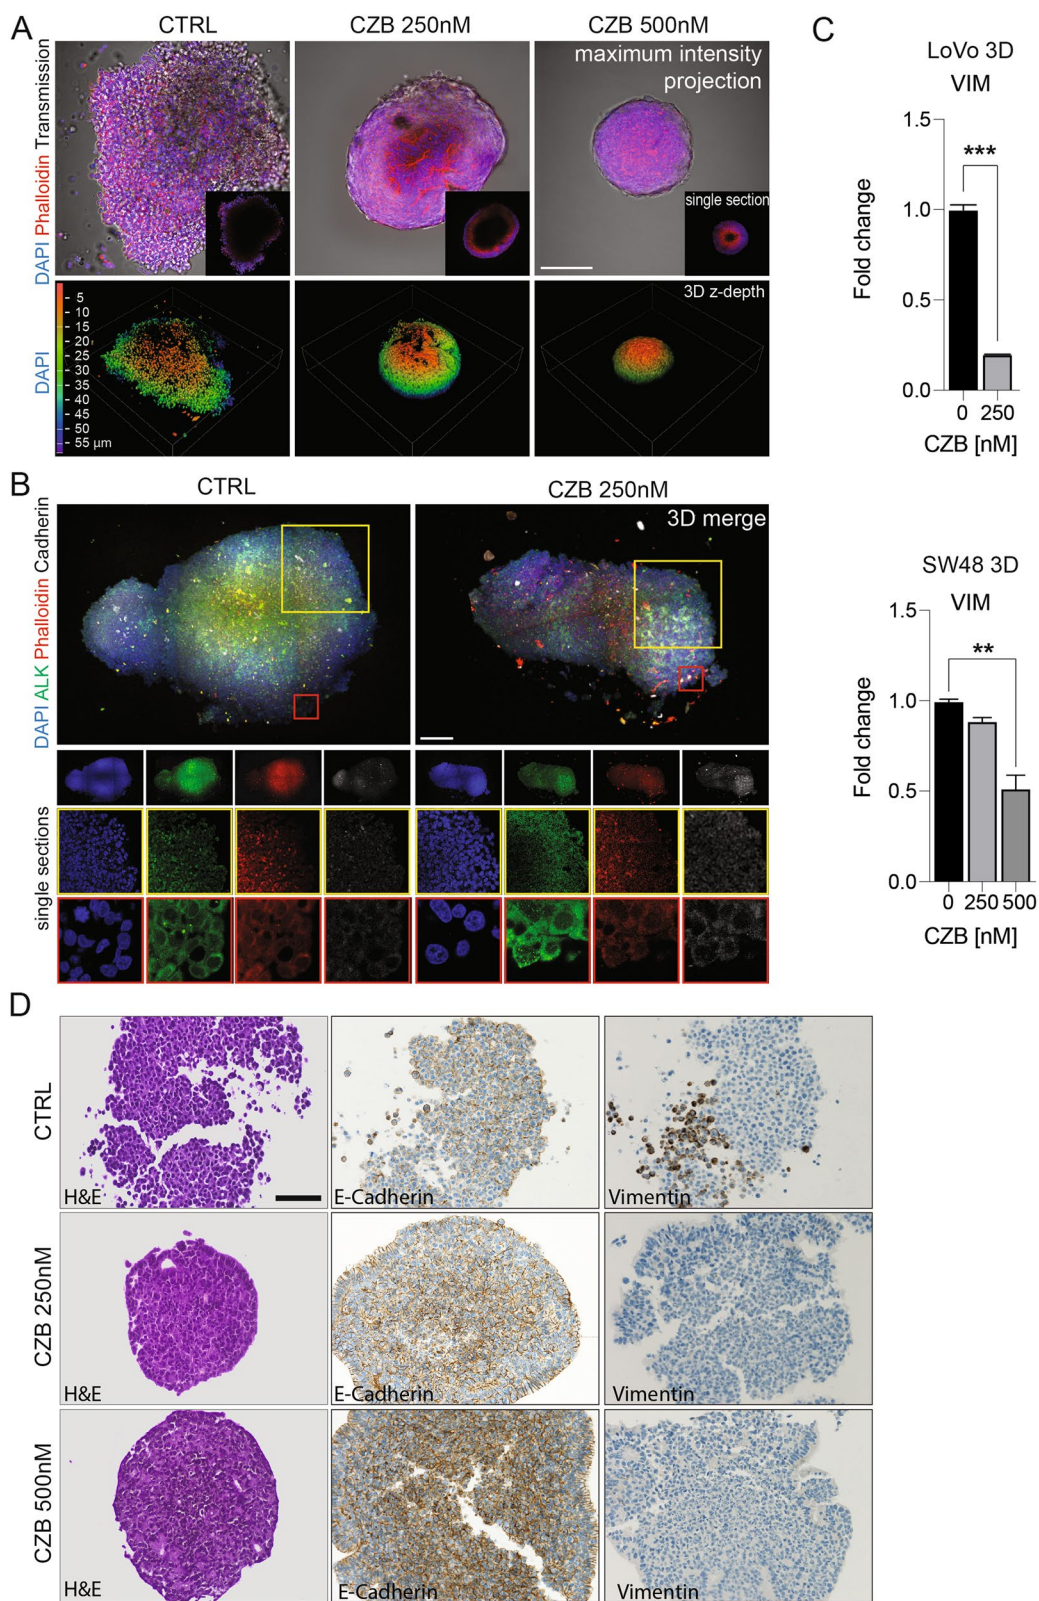 A
CTRL
CZB 250nM
CZB 500nM
DAPI Phalloidin Transmission
maximum intensity
projection
single section
DAPI
5
10
15
20
25
30
35
40
45
50
55 µm
3D z-depth
B
CTRL
CZB 250nM
DAPI ALK Phalloidin Cadherin
3D merge
single sections
C
LoVo 3D
VIM
Fold change
1.5
1.0
0.5
0.0
***
0 250
CZB [nM]
SW48 3D
VIM
Fold change
1.5
1.0
0.5
0.0
**
0 250 500
CZB [nM]
D
CTRL
H&E
E-Cadherin
Vimentin
CZB 250nM
H&E
E-Cadherin
Vimentin
CZB 500nM
H&E
E-Cadherin
Vimentin